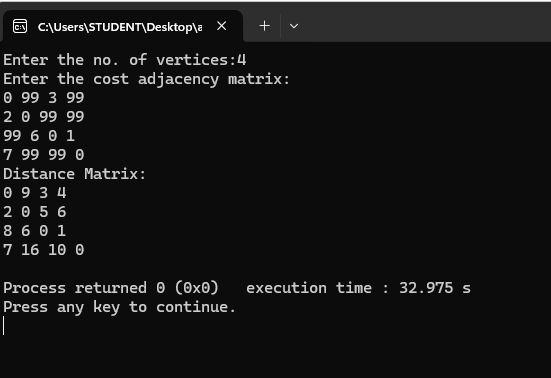 C:\Users\STUDENT\Desktop\a
Enter the no. of vertices:4
Enter the cost adjacency matrix:
0 99 3 99
2 0 99 99
99 6 0 1
7 99 99 0
Distance Matrix:
0 9 3 4
2 0 5 6
8 6 0 1
7 16 10 0
Process returned 0 (0x0)   execution time : 32.975 s
Press any key to continue.